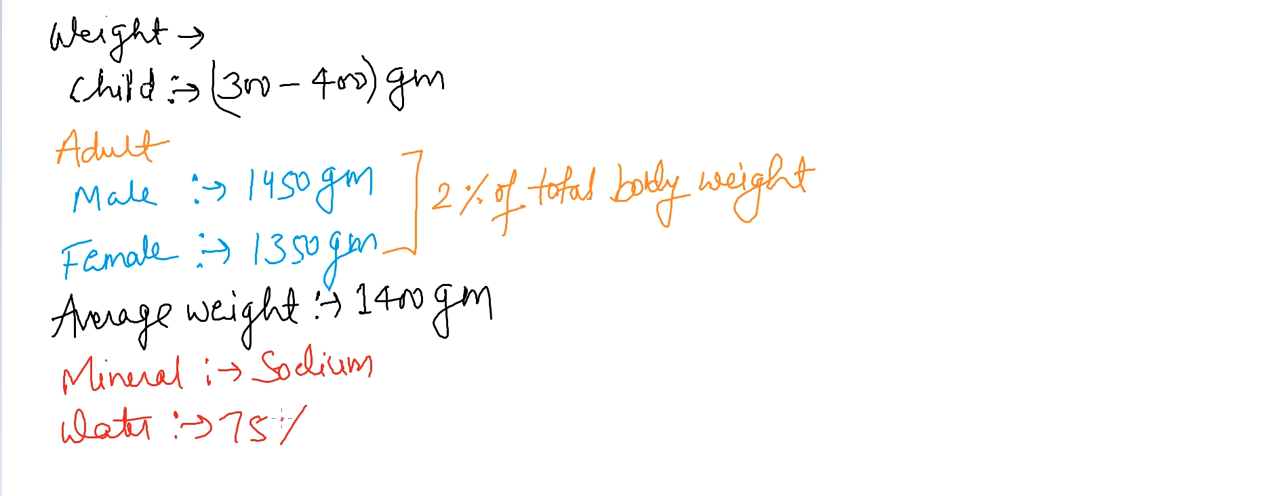 Weight →
Child :→ (300 - 400) gm
Adult
Male :→ 1450 gm
2 % of total body weight
Female :→ 1350 gm
Average weight :→ 1400 gm
Mineral :→ Sodium
Water :→ 75 %